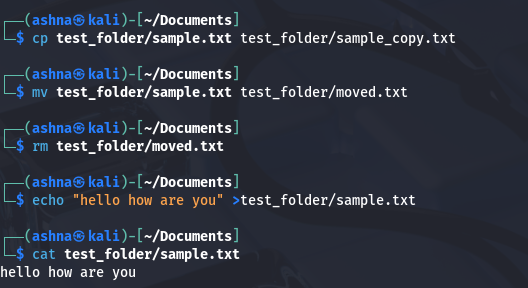 ┌──(ashna㉿kali)-[~/Documents]
└─$ cp test_folder/sample.txt test_folder/sample_copy.txt
┌──(ashna㉿kali)-[~/Documents]
└─$ mv test_folder/sample.txt test_folder/moved.txt
┌──(ashna㉿kali)-[~/Documents]
└─$ rm test_folder/moved.txt
┌──(ashna㉿kali)-[~/Documents]
└─$ echo "hello how are you" >test_folder/sample.txt
┌──(ashna㉿kali)-[~/Documents]
└─$ cat test_folder/sample.txt
hello how are you